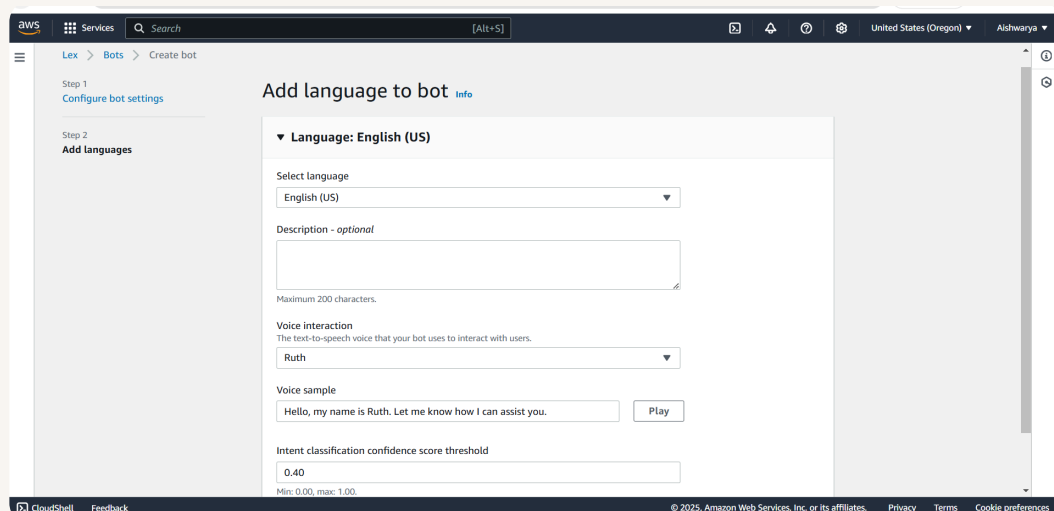 aws
Services
Search
[Alt+S]
United States (Oregon)
Aishwarya
Lex
Bots
Create bot
Step 1
Configure bot settings
Step 2
Add languages
Add language to bot Info
Language: English (US)
Select language
English (US)
Description - optional
Maximum 200 characters.
Voice interaction
The text-to-speech voice that your bot uses to interact with users.
Ruth
Voice sample
Hello, my name is Ruth. Let me know how I can assist you.
Play
Intent classification confidence score threshold
0.40
Min: 0.00, max: 1.00.
CloudShell
Feedback
© 2025, Amazon Web Services, Inc. or its affiliates.
Privacy
Terms
Cookie preferences